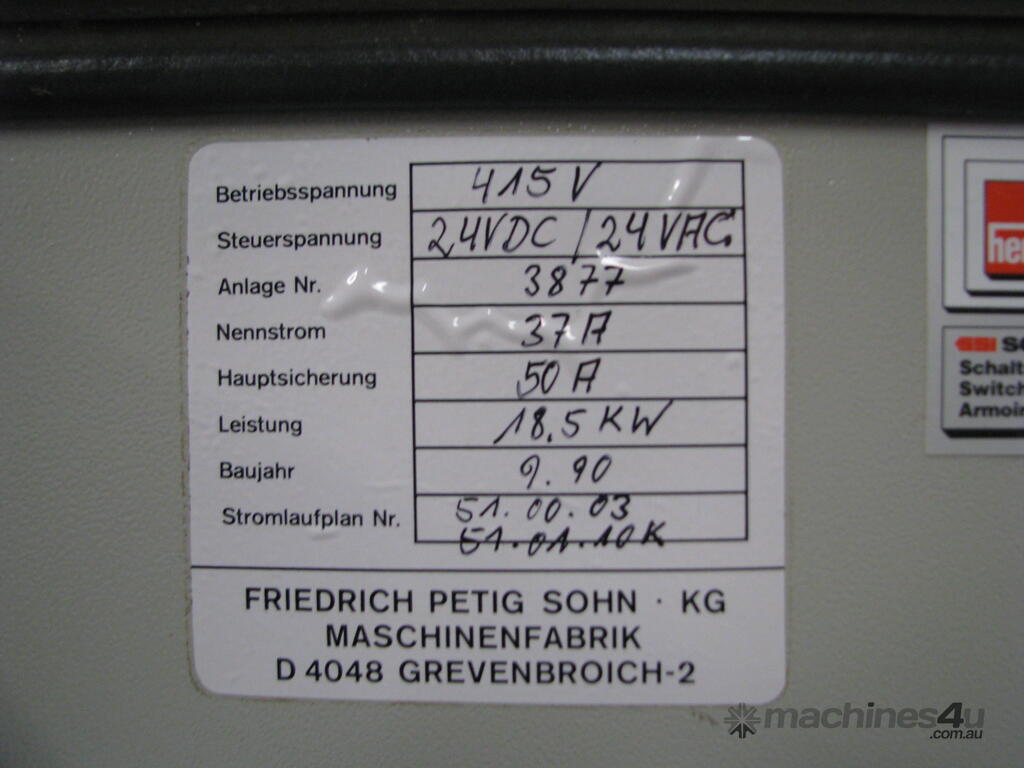 Betriebsspannung 415 V
Steuerspannung 24VDC / 24 VAC
Anlage Nr. 3877
Nennstrom 37 A
Hauptsicherung 50 A
Leistung 18.5 KW
Baujahr 9.90
Stromlaufplan Nr. 51.00.03
51.01.10K
FRIEDRICH PETIG SOHN · KG
MASCHINENFABRIK
D 4048 GREVENBROICH-2
Schalt
Switch
Armoir
machines4u
.com.au